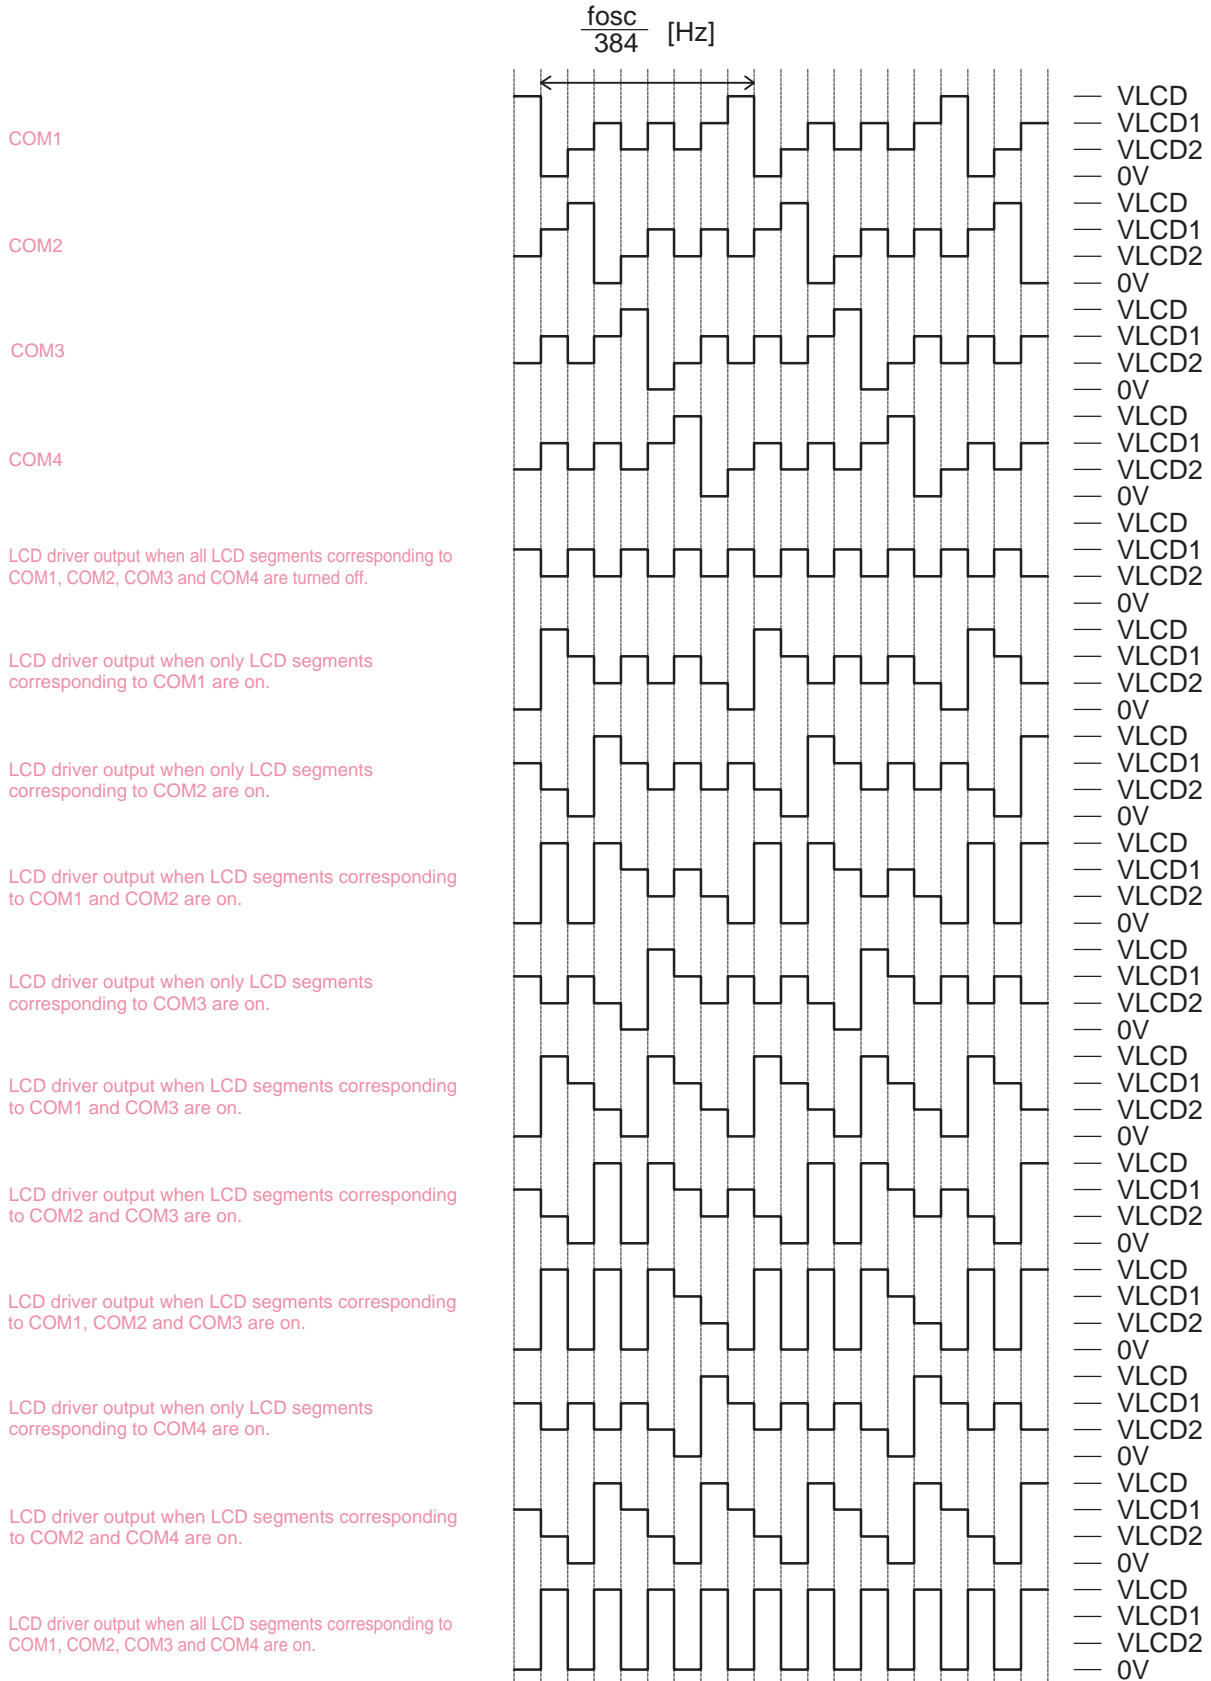 fosc
384
[Hz]
COM1
VLCD
VLCD1
VLCD2
0V
COM2
VLCD
VLCD1
VLCD2
0V
COM3
VLCD
VLCD1
VLCD2
0V
COM4
VLCD
VLCD1
VLCD2
0V
LCD driver output when all LCD segments corresponding to
COM1, COM2, COM3 and COM4 are turned off.
VLCD
VLCD1
VLCD2
0V
LCD driver output when only LCD segments
corresponding to COM1 are on.
VLCD
VLCD1
VLCD2
0V
LCD driver output when only LCD segments
corresponding to COM2 are on.
VLCD
VLCD1
VLCD2
0V
LCD driver output when LCD segments corresponding
to COM1 and COM2 are on.
VLCD
VLCD1
VLCD2
0V
LCD driver output when only LCD segments
corresponding to COM3 are on.
VLCD
VLCD1
VLCD2
0V
LCD driver output when LCD segments corresponding
to COM1 and COM3 are on.
VLCD
VLCD1
VLCD2
0V
LCD driver output when LCD segments corresponding
to COM2 and COM3 are on.
VLCD
VLCD1
VLCD2
0V
LCD driver output when LCD segments corresponding
to COM1, COM2 and COM3 are on.
VLCD
VLCD1
VLCD2
0V
LCD driver output when only LCD segments
corresponding to COM4 are on.
VLCD
VLCD1
VLCD2
0V
LCD driver output when LCD segments corresponding
to COM2 and COM4 are on.
VLCD
VLCD1
VLCD2
0V
LCD driver output when all LCD segments corresponding to
COM1, COM2, COM3 and COM4 are on.
VLCD
VLCD1
VLCD2
0V